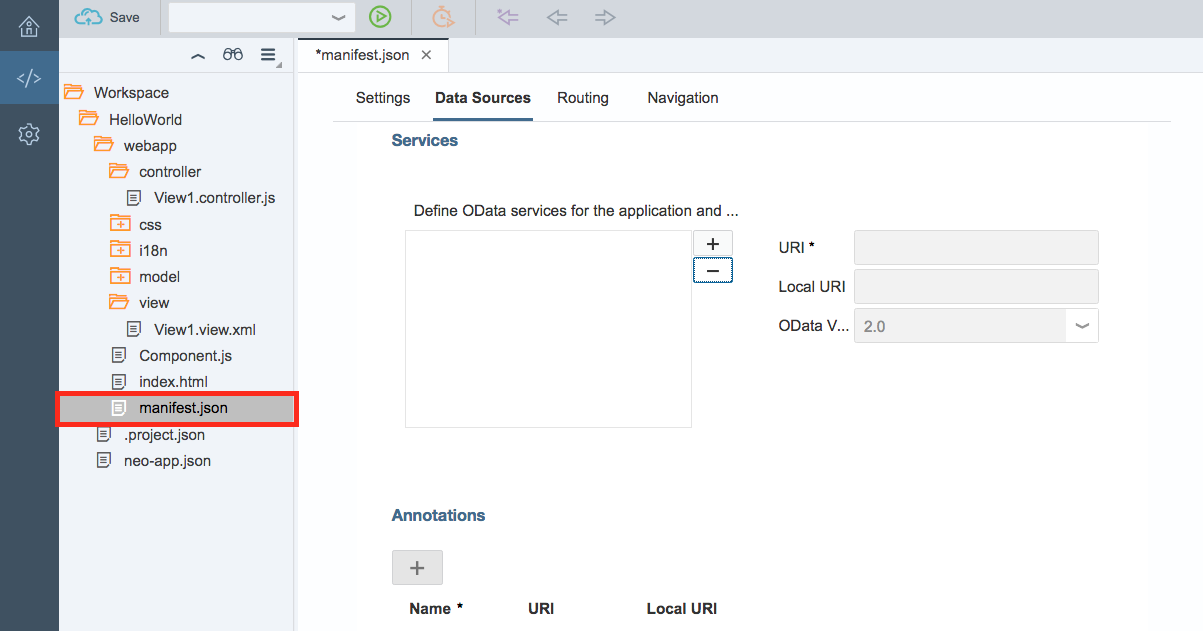 Save
*manifest.json
Workspace
HelloWorld
webapp
controller
View1.controller.js
css
i18n
model
view
View1.view.xml
Component.js
index.html
manifest.json
.project.json
neo-app.json
Settings
Data Sources
Routing
Navigation
Services
Define OData services for the application and ...
URI *
Local URI
OData V... 2.0
Annotations
Name * URI Local URI